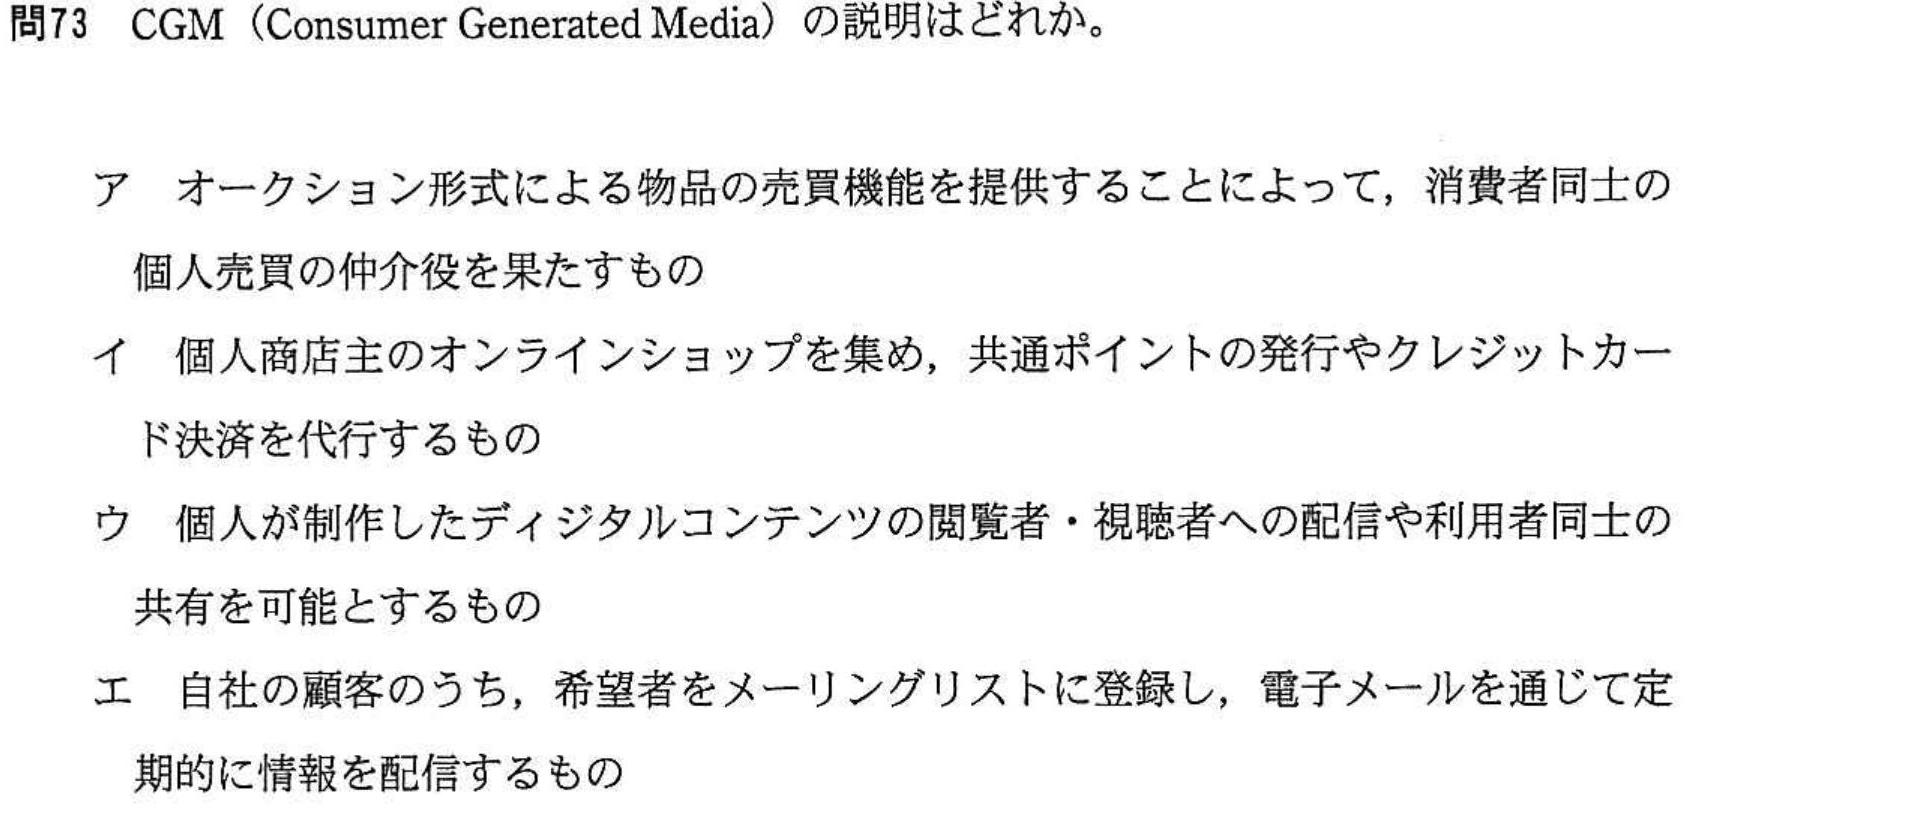 問73 CGM（Consumer Generated Media）の説明はどれか。
ア オークション形式による物品の売買機能を提供することによって，消費者同士の
個人売買の仲介役を果たすもの
イ 個人商店主のオンラインショップを集め，共通ポイントの発行やクレジットカー
ド決済を代行するもの
ウ 個人が制作したディジタルコンテンツの閲覧者・視聴者への配信や利用者同士の
共有を可能とするもの
エ 自社の顧客のうち，希望者をメーリングリストに登録し，電子メールを通じて定
期的に情報を配信するもの